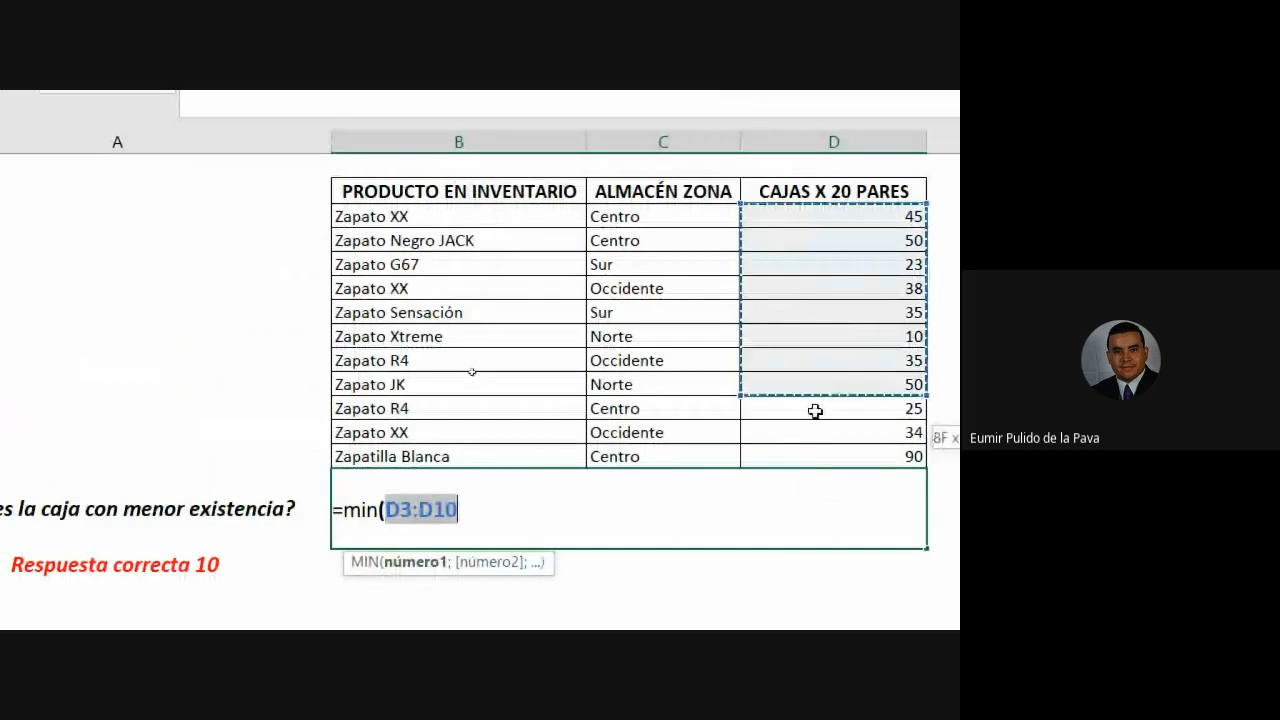 A B C D
PRODUCTO EN INVENTARIO ALMACÉN ZONA CAJAS X 20 PARES
Zapato XX Centro 45
Zapato Negro JACK Centro 50
Zapato G67 Sur 23
Zapato XX Occidente 38
Zapato Sensación Sur 35
Zapato Xtreme Norte 10
Zapato R4 Occidente 35
Zapato JK Norte 50
Zapato R4 Centro 25
Zapato XX Occidente 34
Zapatilla Blanca Centro 90
8F x
es la caja con menor existencia? =min(D3:D10
MIN(número1; [número2]; ...)
Respuesta correcta 10
Eumir Pulido de la Pava